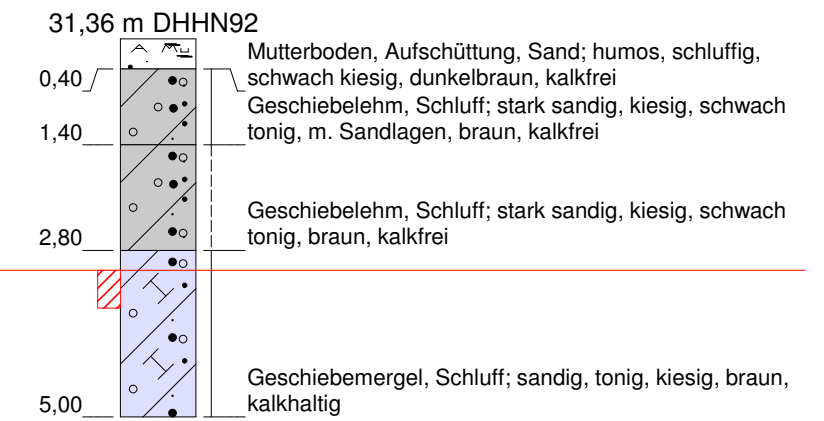 31,36 m DHHN92
Mutterboden, Aufschüttung, Sand; humos, schluffig,
0,40 schwach kiesig, dunkelbraun, kalkfrei
Geschiebelehm, Schluff; stark sandig, kiesig, schwach
1,40 tonig, m. Sandlagen, braun, kalkfrei
Geschiebelehm, Schluff; stark sandig, kiesig, schwach
2,80 tonig, braun, kalkfrei
Geschiebemergel, Schluff; sandig, tonig, kiesig, braun,
5,00 kalkhaltig